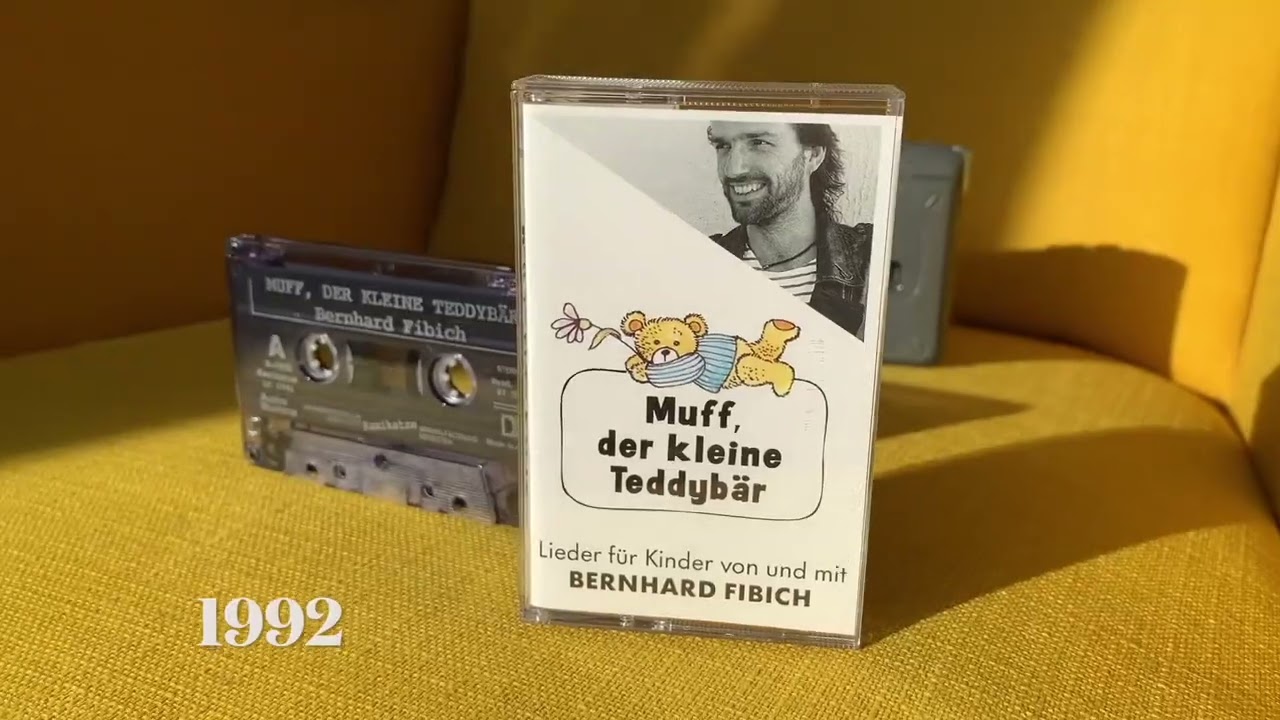 MUFF, DER KLEINE TEDDYBÄR
Bernhard Fibich
A
Muff,
der kleine
Teddybär
Lieder für Kinder von und mit
BERNHARD FIBICH
1992